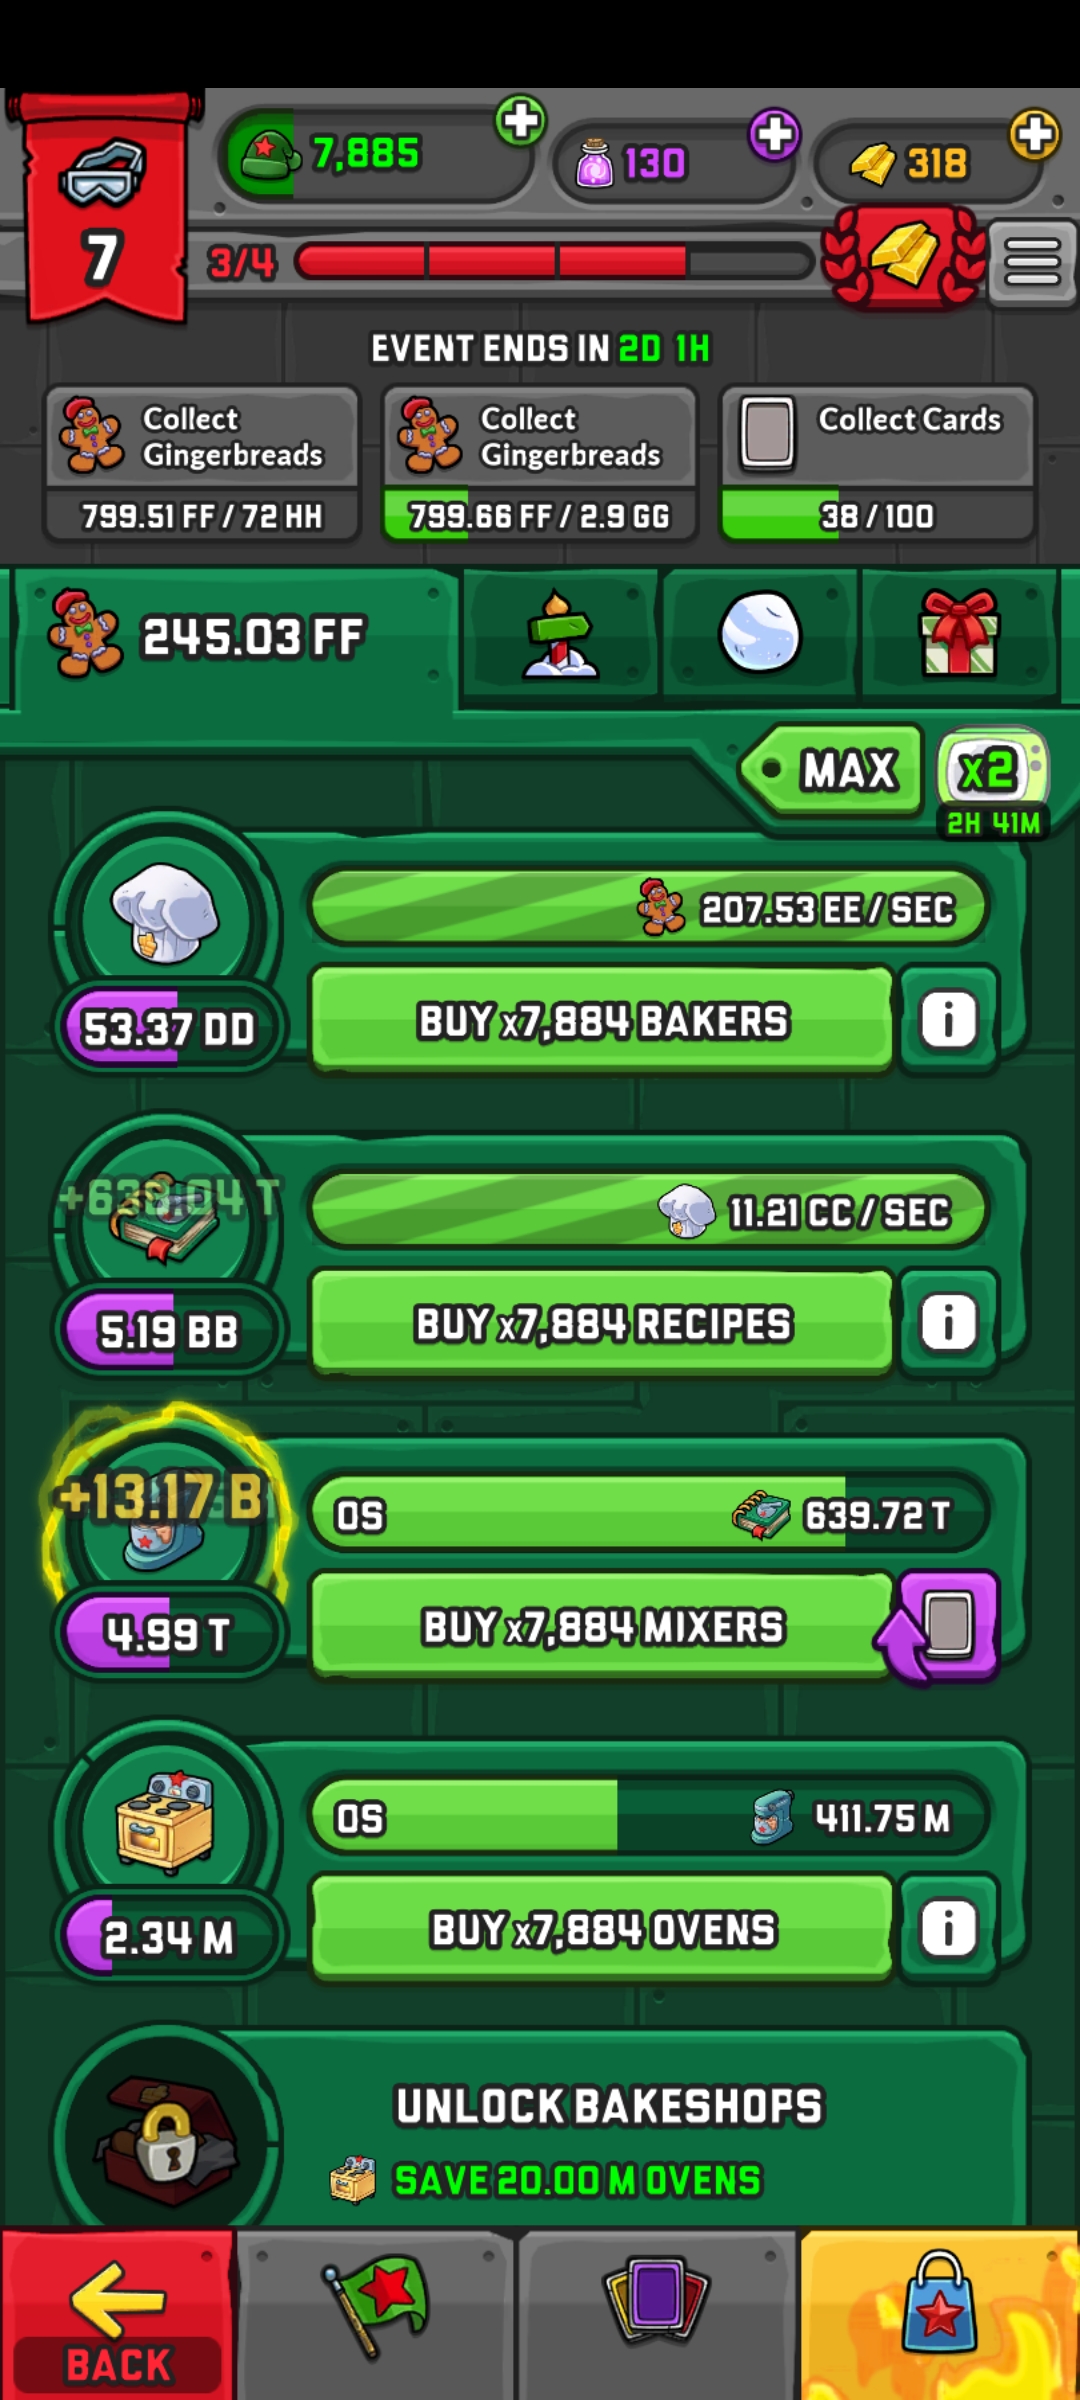 7,885
130
318
7
3/4
EVENT ENDS IN 2D 1H
Collect
Gingerbreads
799.51 FF / 72 HH
Collect
Gingerbreads
799.66 FF / 2.9 GG
Collect Cards
38 / 100
245.03 FF
MAX
x2
2H 41M
207.53 EE / SEC
53.37 DD
BUY x7,884 BAKERS
i
11.21 CC / SEC
5.19 BB
BUY x7,884 RECIPES
i
+13.17 B
0S
639.72 T
4.99 T
BUY x7,884 MIXERS
0S
411.75 M
2.34 M
BUY x7,884 OVENS
i
UNLOCK BAKESHOPS
SAVE 20.00 M OVENS
BACK